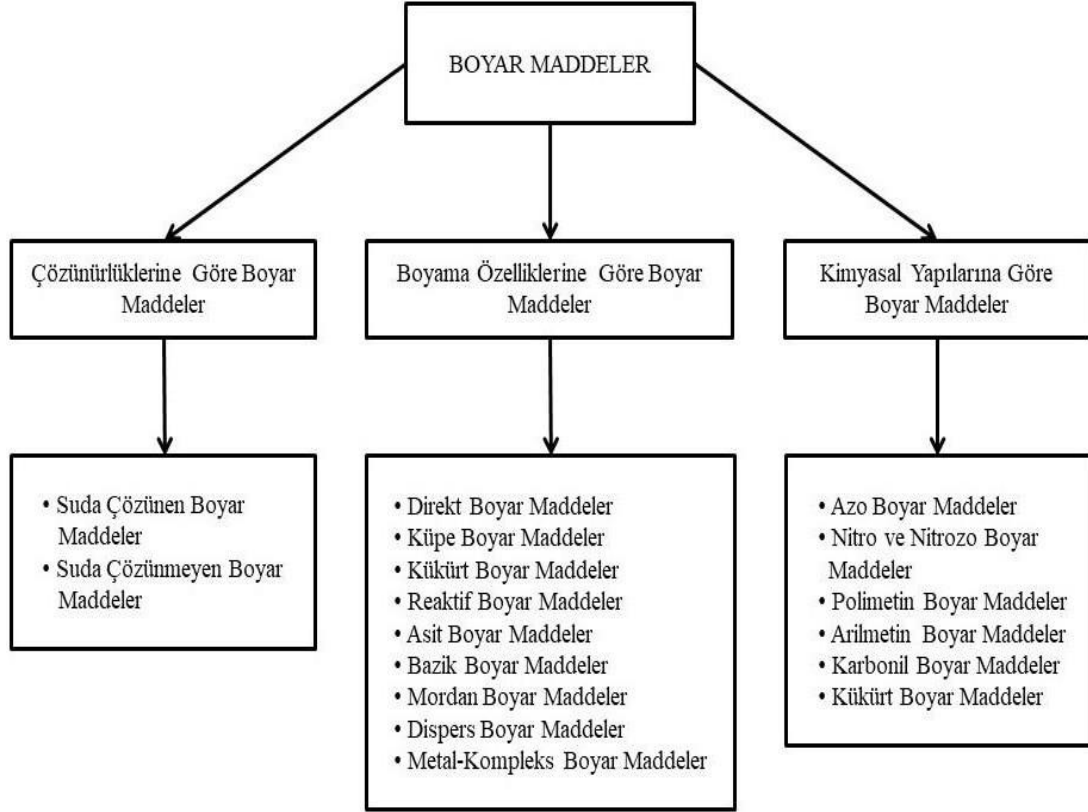 BOYAR MADDELER
Çözünürlüklerine Göre Boyar
Maddeler
Boyama Özelliklerine Göre Boyar
Maddeler
Kimyasal Yapılarına Göre
Boyar Maddeler
• Suda Çözünen Boyar
Maddeler
• Suda Çözünmeyen Boyar
Maddeler
• Direkt Boyar Maddeler
• Küpe Boyar Maddeler
• Kükürt Boyar Maddeler
• Reaktif Boyar Maddeler
• Asit Boyar Maddeler
• Bazik Boyar Maddeler
• Mordan Boyar Maddeler
• Dispers Boyar Maddeler
• Metal-Kompleks Boyar Maddeler
• Azo Boyar Maddeler
• Nitro ve Nitrozo Boyar
Maddeler
• Polimetin Boyar Maddeler
• Arilmetin Boyar Maddeler
• Karbonil Boyar Maddeler
• Kükürt Boyar Maddeler